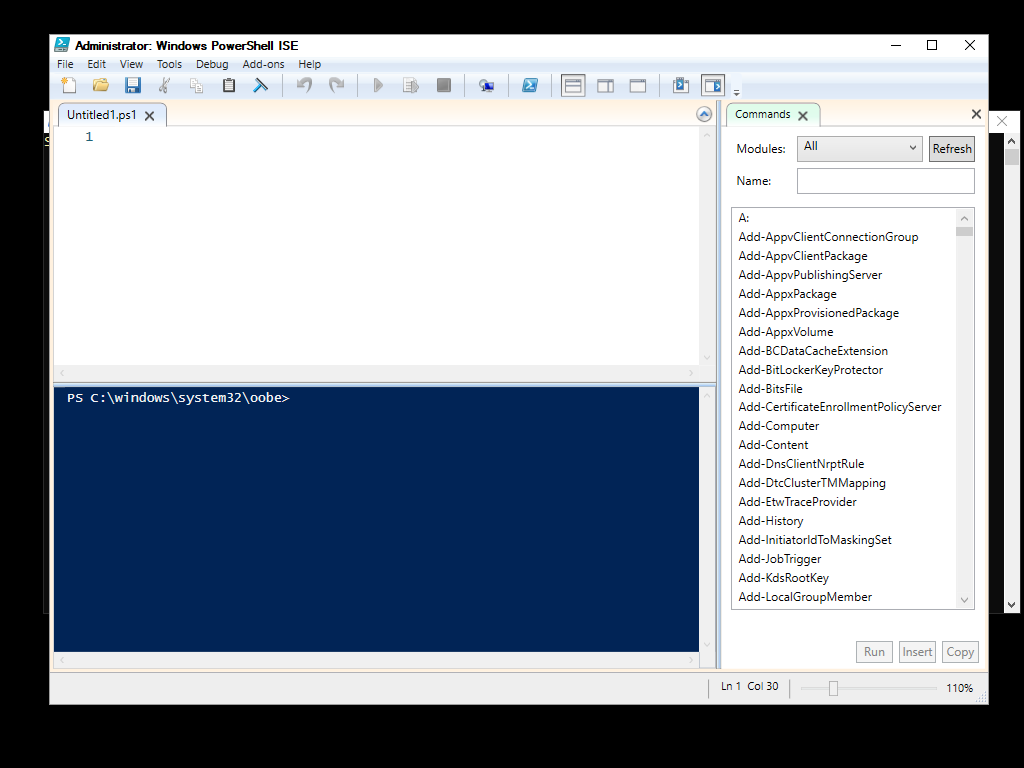 Administrator: Windows PowerShell ISE
File Edit View Tools Debug Add-ons Help
Untitled1.ps1
1
PS C:\windows\system32\oobe>
Commands
Modules: All Refresh
Name:
A:
Add-AppvClientConnectionGroup
Add-AppvClientPackage
Add-AppvPublishingServer
Add-AppxPackage
Add-AppxProvisionedPackage
Add-AppxVolume
Add-BCDataCacheExtension
Add-BitLockerKeyProtector
Add-BitsFile
Add-CertificateEnrollmentPolicyServer
Add-Computer
Add-Content
Add-DnsClientNrptRule
Add-DtcClusterTMMapping
Add-EtwTraceProvider
Add-History
Add-InitiatorIdToMaskingSet
Add-JobTrigger
Add-KdsRootKey
Add-LocalGroupMember
Run Insert Copy
Ln 1 Col 30 110%